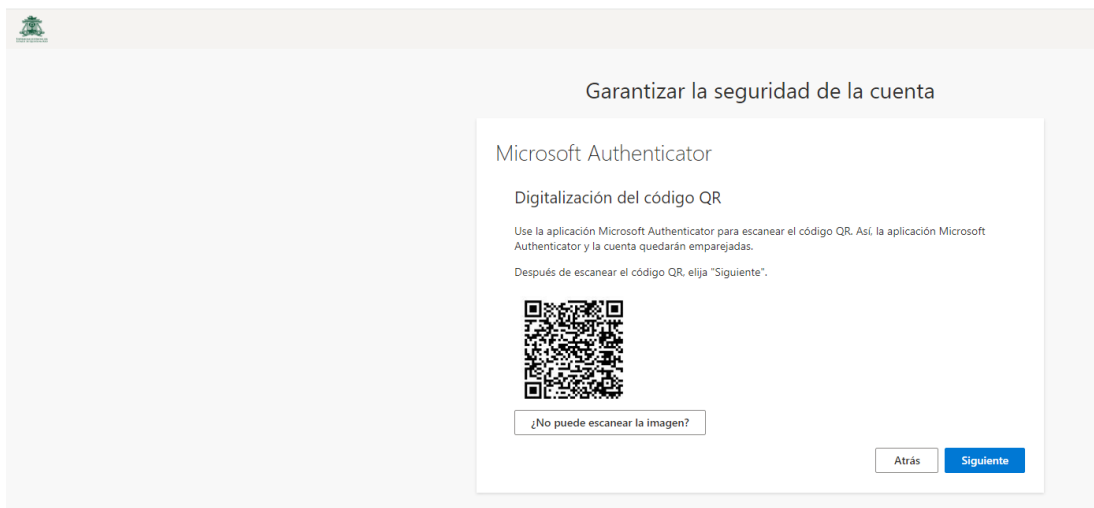 Garantizar la seguridad de la cuenta
Microsoft Authenticator
Digitalización del código QR
Use la aplicación Microsoft Authenticator para escanear el código QR. Así, la aplicación Microsoft
Authenticator y la cuenta quedarán emparejadas.
Después de escanear el código QR, elija "Siguiente".
¿No puede escanear la imagen?
Atrás
Siguiente